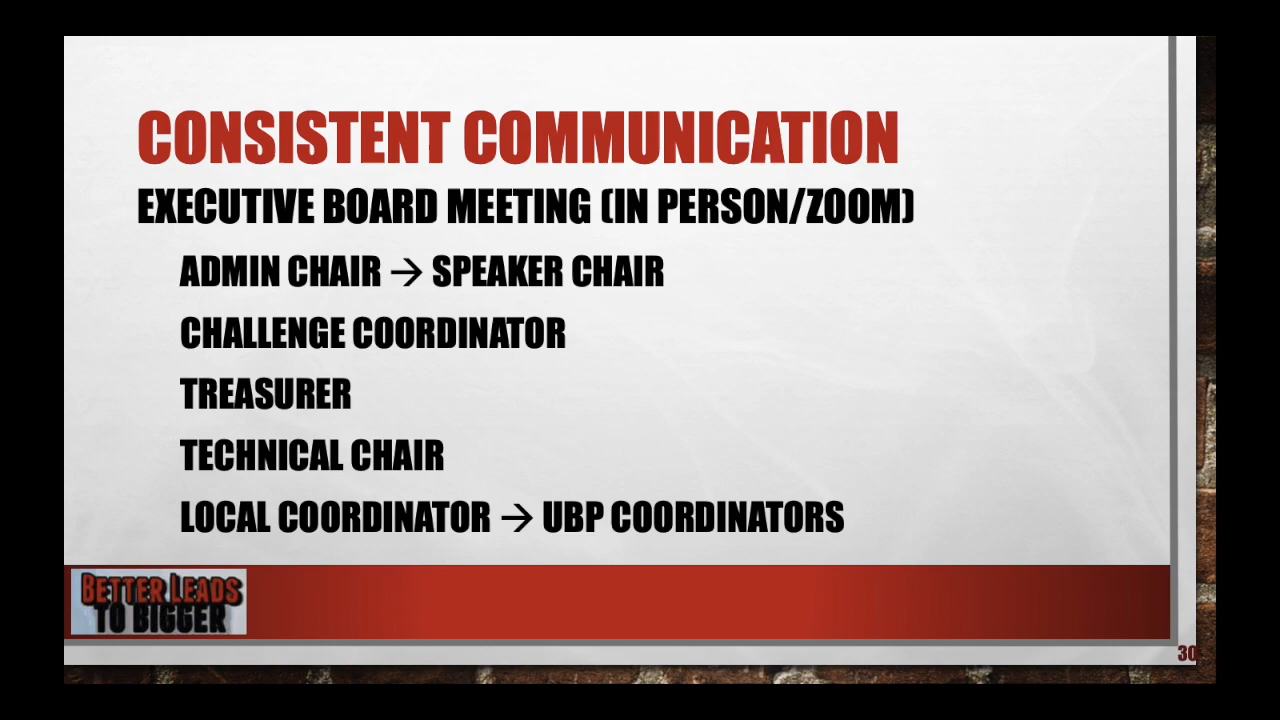 CONSISTENT COMMUNICATION
EXECUTIVE BOARD MEETING (IN PERSON/ZOOM)
ADMIN CHAIR → SPEAKER CHAIR
CHALLENGE COORDINATOR
TREASURER
TECHNICAL CHAIR
LOCAL COORDINATOR → UBP COORDINATORS
BETTER LEADS
TO BIGGER
30